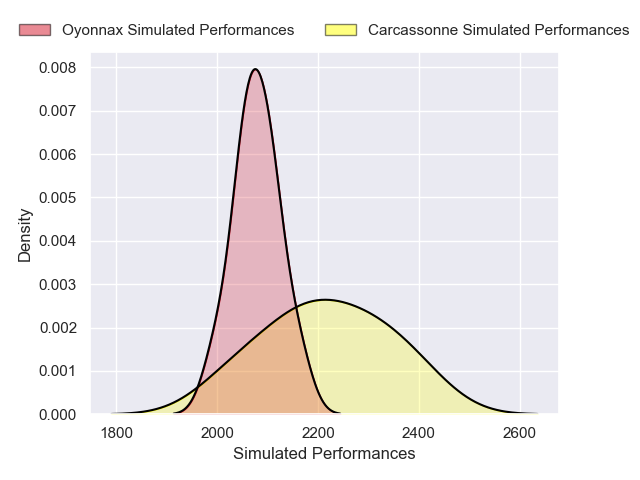 Oyonnax Simulated Performances Carcassonne Simulated Performances
0.008
0.007
0.006
0.005
0.004
0.003
0.002
0.001
0.000
Density
1800 2000 2200 2400 2600
Simulated Performances